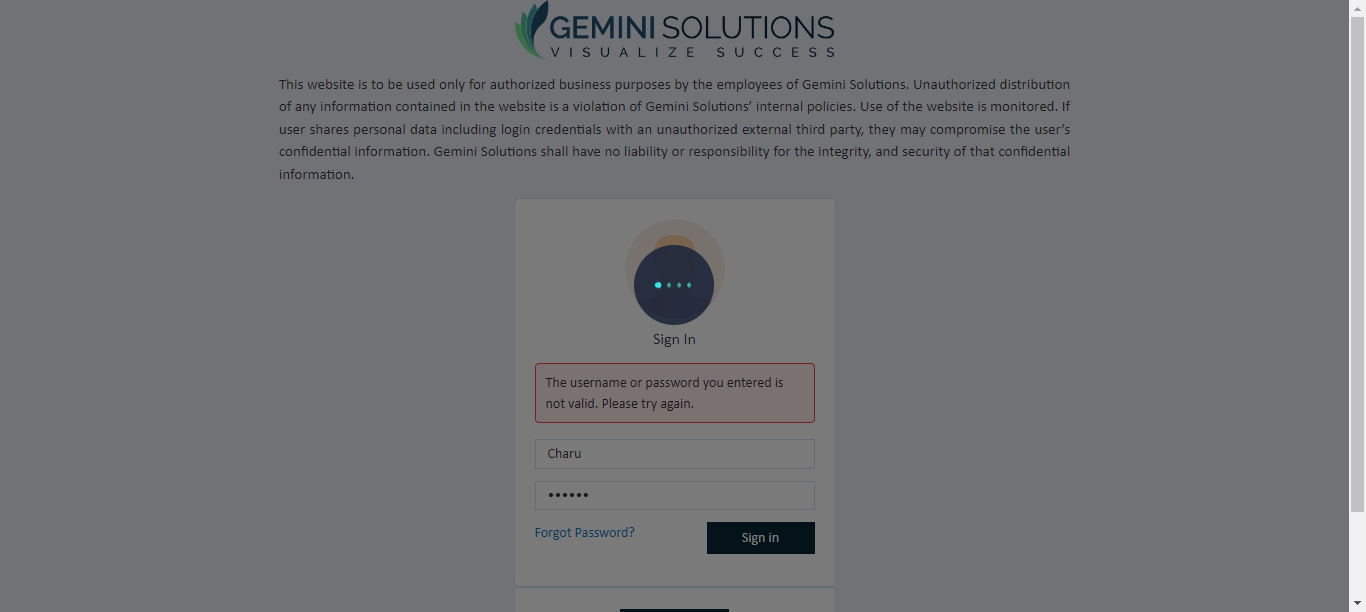 GEMINI SOLUTIONS
VISUALIZE SUCCESS
This website is to be used only for authorized business purposes by the employees of Gemini Solutions. Unauthorized distribution
of any information contained in the website is a violation of Gemini Solutions’ internal policies. Use of the website is monitored. If
user shares personal data including login credentials with an unauthorized external third party, they may compromise the user’s
confidential information. Gemini Solutions shall have no liability or responsibility for the integrity, and security of that confidential
information.
Sign In
The username or password you entered is
not valid. Please try again.
Charu
••••••
Forgot Password?
Sign in